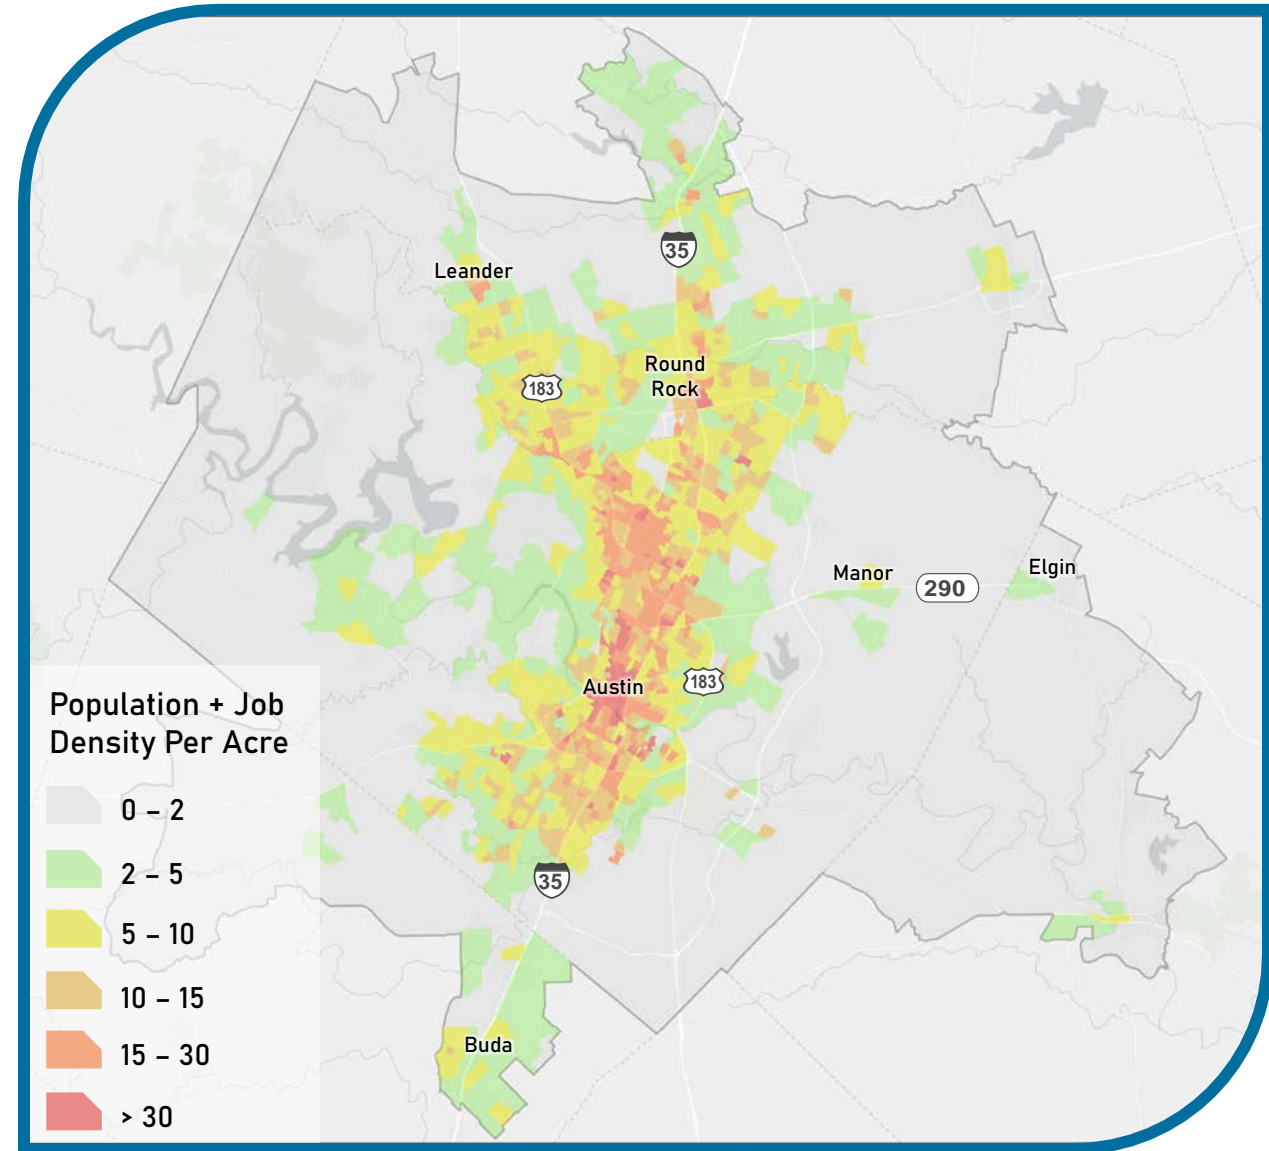 35
Leander
Round
Rock
183
Manor
290
Elgin
Austin
183
Population + Job
Density Per Acre
0 – 2
2 – 5
5 – 10
10 – 15
15 – 30
> 30
35
Buda